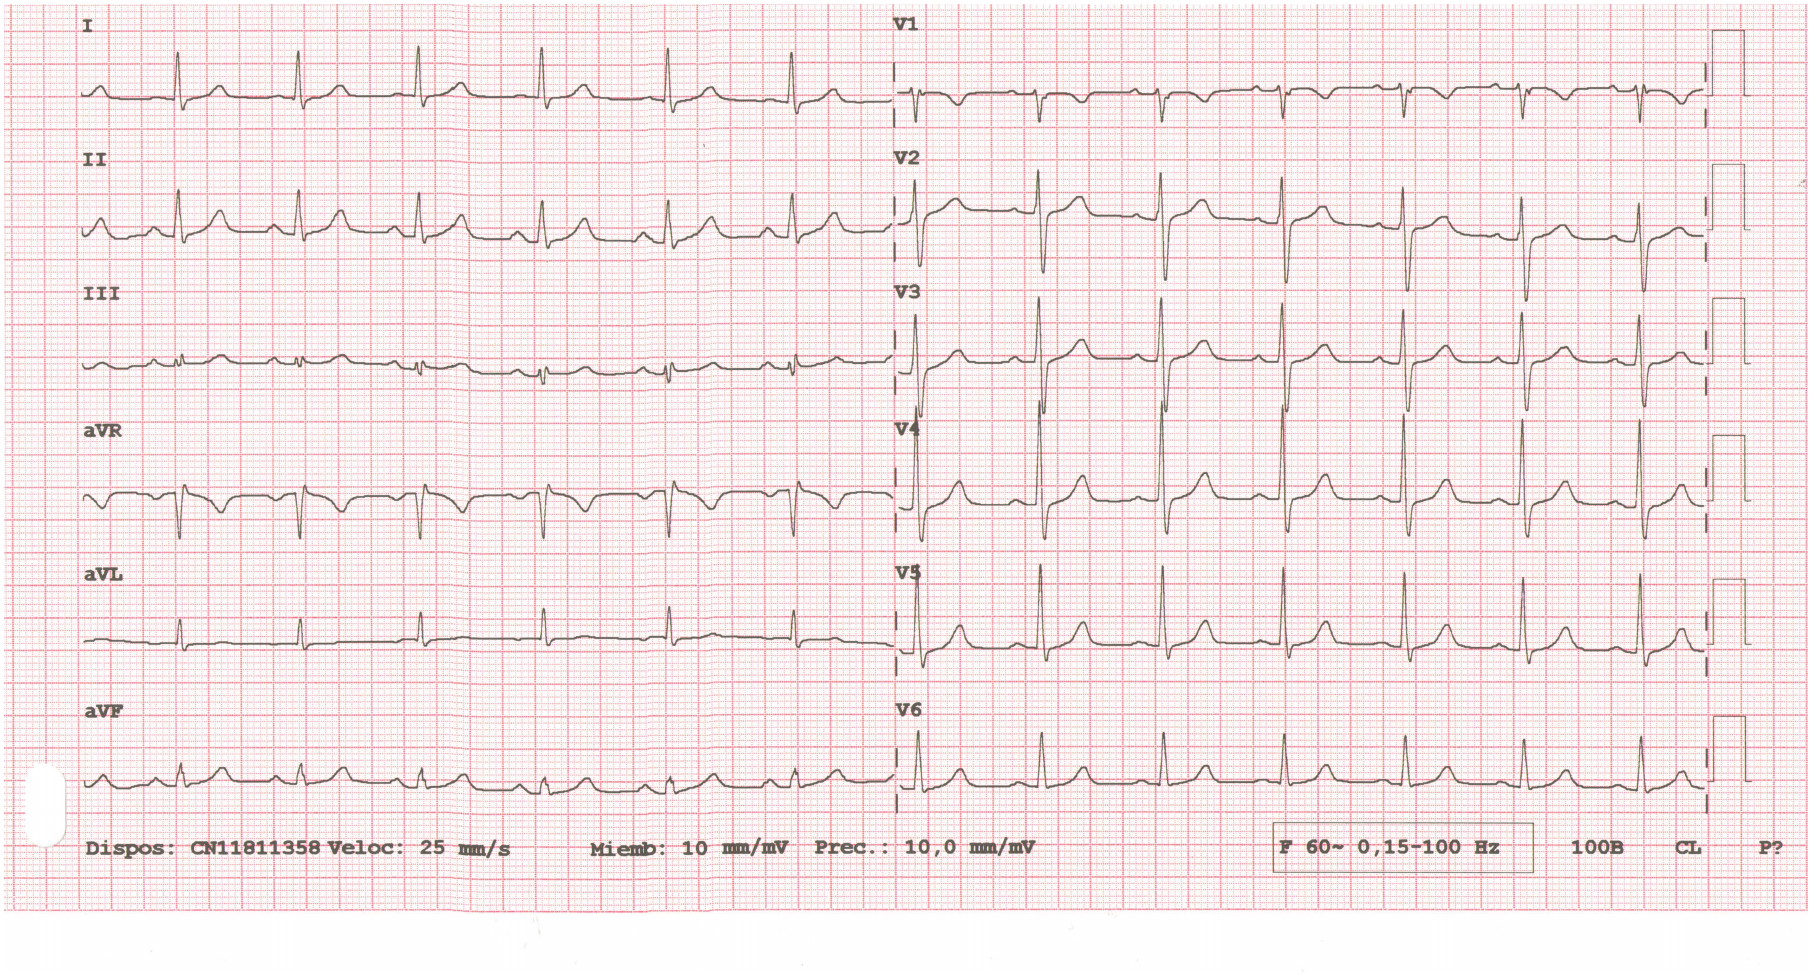 I
V1
II
V2
III
V3
aVR
V4
aVL
V5
aVF
V6
Dispos: CN11811358 Veloc: 25 mm/s Miemb: 10 mm/mV Prec.: 10,0 mm/mV F 60~ 0,15-100 Hz 100B CL P?